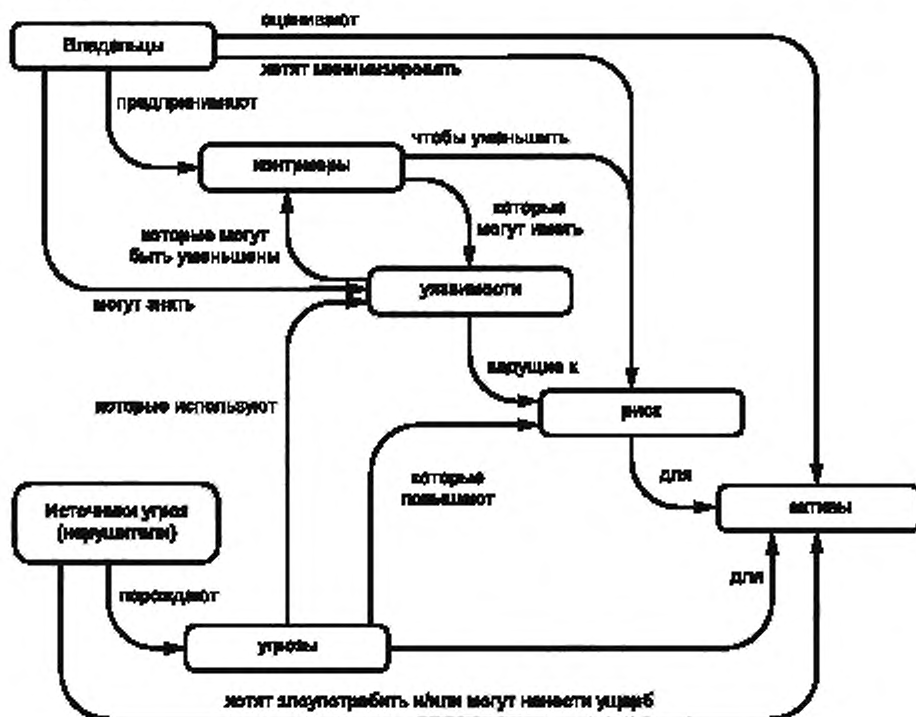 оценивают
Владельцы
хотят минимизировать
предпринимают
чтобы уменьшить
контрмеры
которые
могут иметь
которые могут
быть уменьшены
уязвимости
могут знать
ведущие к
которые используют
риск
которые
повышают
для
Источники угроз
(нарушители)
активы
для
порождают
угрозы
хотят злоупотребить и/или могут нанести ущерб